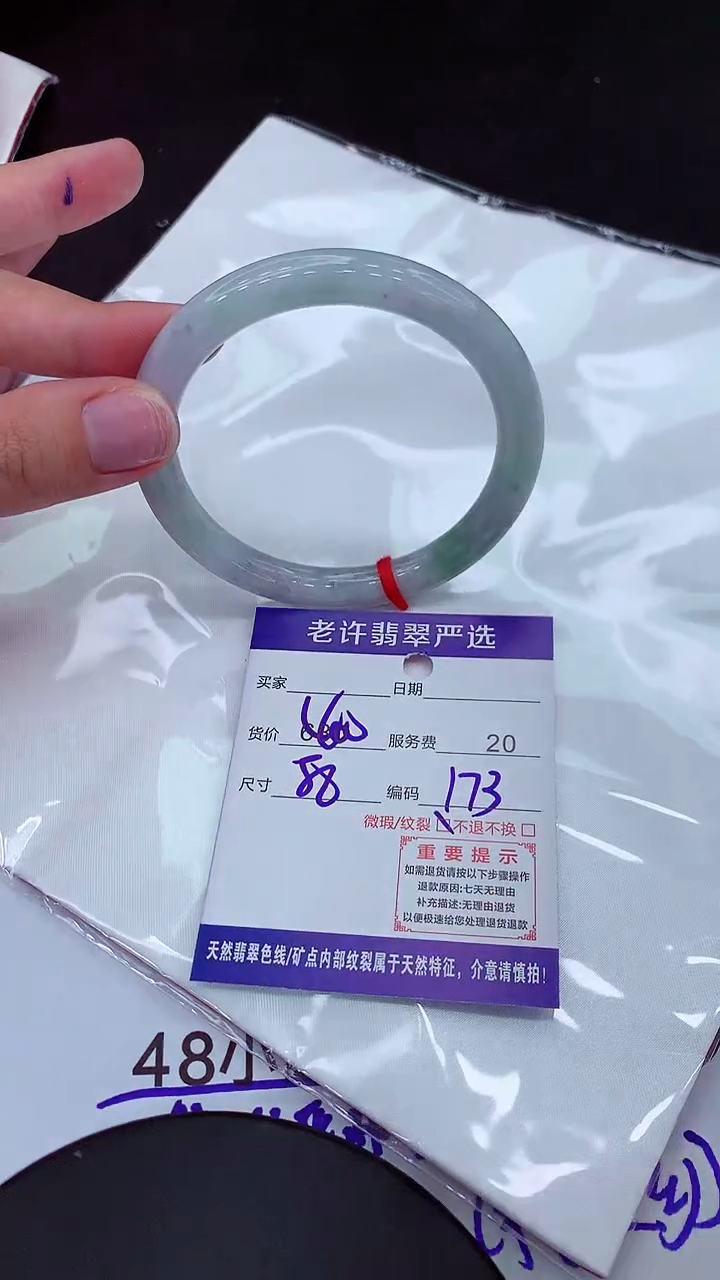 老许翡翠严选
买家 日期
货价 服务费 20
尺寸 58 编码 173
微瑕/纹裂 不退不换
重要提示
如需退货请按以下步骤操作
退款原因:七天无理由
补充描述:无理由退货
以便极速给您处理退货退款
天然翡翠色线/矿点内部纹裂属于天然特征，介意请慎拍!
48小